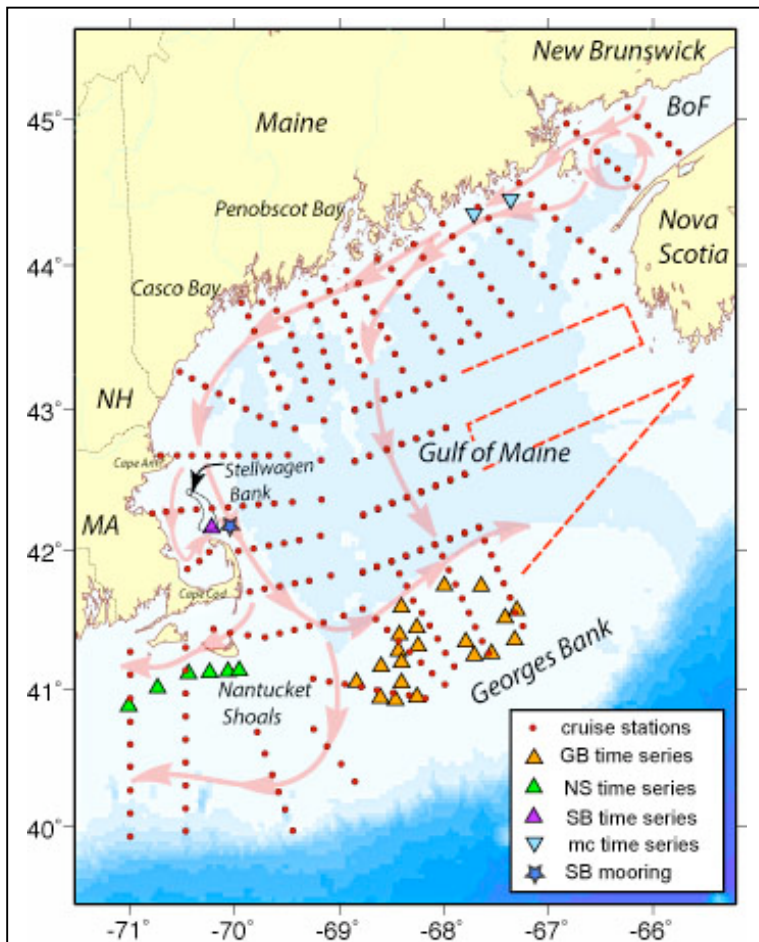 New Brunswick
BoF
45°
Maine
Penobscot Bay
Nova
Scotia
44°
Casco Bay
43°
NH
Cape Ann
Gulf of Maine
Stellwagen
Bank
MA
42°
Cape Cod
Georges Bank
41°
Nantucket
Shoals
cruise stations
GB time series
NS time series
SB time series
mc time series
SB mooring
40°
-71° -70° -69° -68° -67° -66°